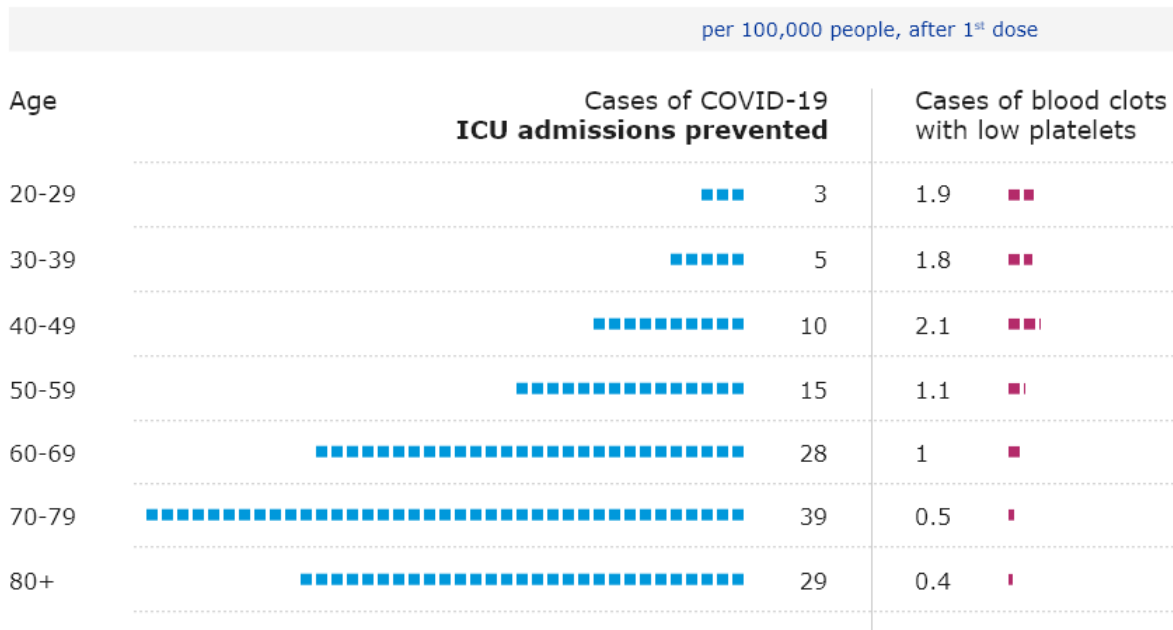 per 100,000 people, after 1st dose
Age
Cases of COVID-19
ICU admissions prevented
Cases of blood clots
with low platelets
20-29 3 1.9
30-39 5 1.8
40-49 10 2.1
50-59 15 1.1
60-69 28 1
70-79 39 0.5
80+ 29 0.4